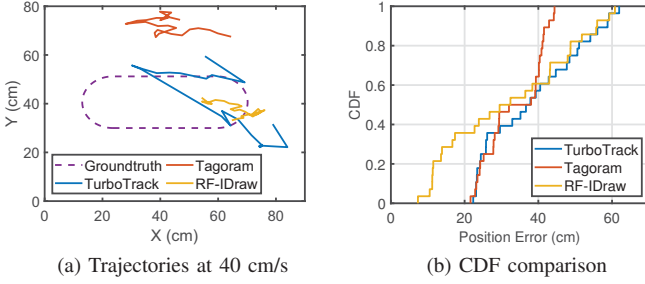 80
60
40
20
0
Y (cm)
0
20
40
60
80
X (cm)
Groundtruth
Tagoram
TurboTrack
RF-IDraw
(a) Trajectories at 40 cm/s
1
0.8
0.6
0.4
0.2
0
CDF
0
20
40
60
Position Error (cm)
TurboTrack
Tagoram
RF-IDraw
(b) CDF comparison